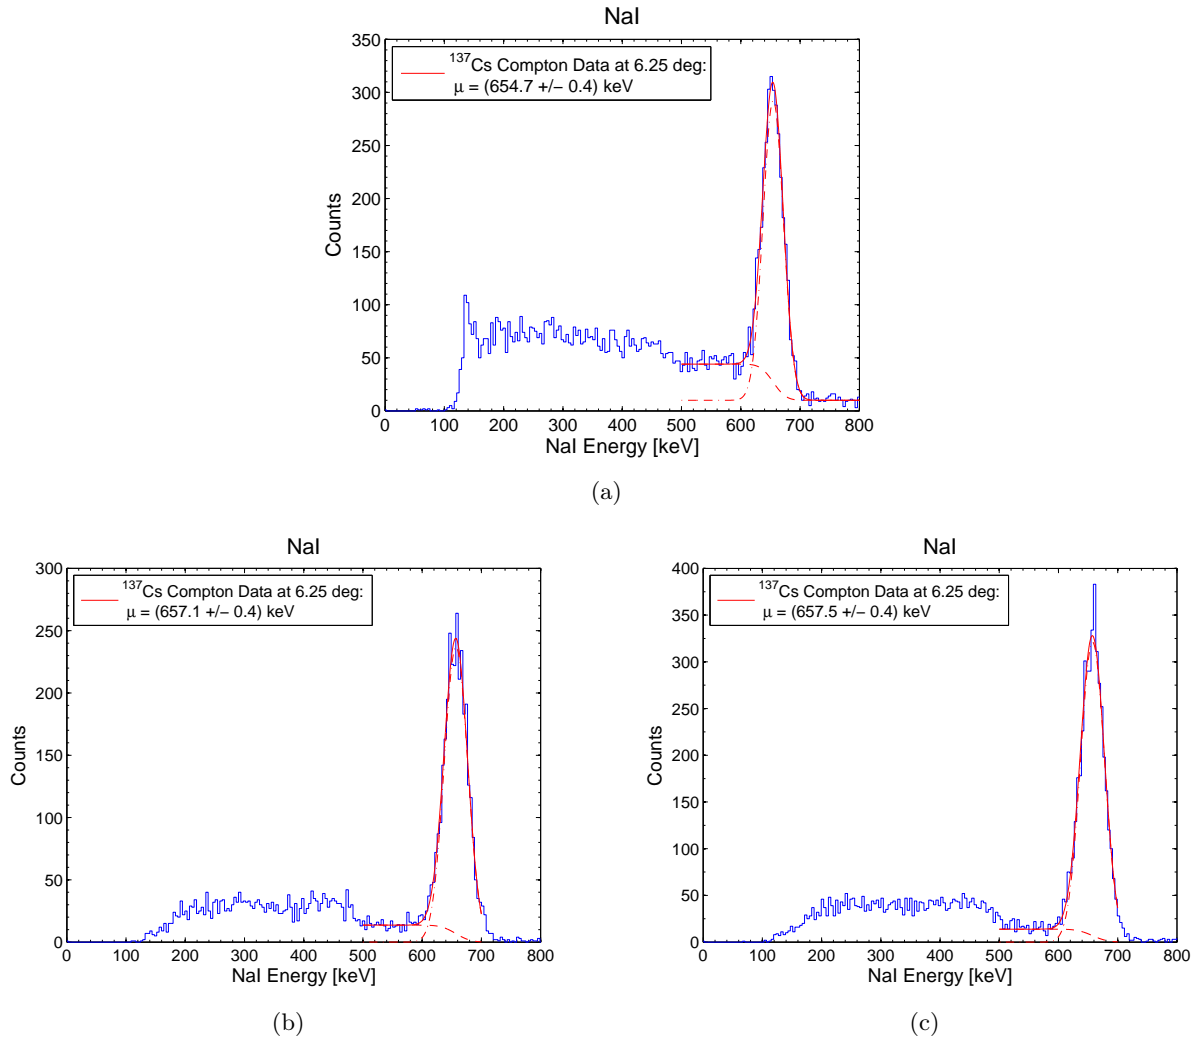 NaI
137Cs Compton Data at 6.25 deg:
μ = (654.7 +/− 0.4) keV
350
300
250
200
150
100
50
0
Counts
0 100 200 300 400 500 600 700 800
NaI Energy [keV]
(a)
NaI
137Cs Compton Data at 6.25 deg:
μ = (657.1 +/− 0.4) keV
300
250
200
150
100
50
0
Counts
0 100 200 300 400 500 600 700 800
NaI Energy [keV]
(b)
NaI
137Cs Compton Data at 6.25 deg:
μ = (657.5 +/− 0.4) keV
400
350
300
250
200
150
100
50
0
Counts
0 100 200 300 400 500 600 700 800
NaI Energy [keV]
(c)